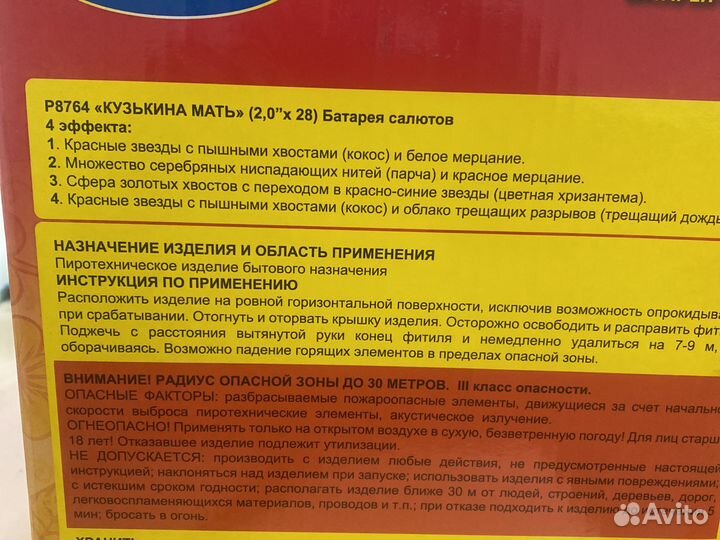 Р8764 «КУЗЬКИНА МАТЬ» (2,0”х 28) Батарея салютов
4 эффекта:
1. Красные звезды с пышными хвостами (кокос) и белое мерцание.
2. Множество серебряных ниспадающих нитей (парча) и красное мерцание.
3. Сфера золотых хвостов с переходом в красно-синие звезды (цветная хризантема).
4. Красные звезды с пышными хвостами (кокос) и облако трещащих разрывов (трещащий дождь
НАЗНАЧЕНИЕ ИЗДЕЛИЯ И ОБЛАСТЬ ПРИМЕНЕНИЯ
Пиротехническое изделие бытового назначения
ИНСТРУКЦИЯ ПО ПРИМЕНЕНИЮ
Расположить изделие на ровной горизонтальной поверхности, исключив возможность опрокидыва
при срабатывании. Отогнуть и оторвать крышку изделия. Осторожно освободить и расправить фит
Поджечь с расстояния вытянутой руки конец фитиля и немедленно удалиться на 7-9 м,
оборачиваясь. Возможно падение горящих элементов в пределах опасной зоны.
ВНИМАНИЕ! РАДИУС ОПАСНОЙ ЗОНЫ ДО 30 МЕТРОВ. III класс опасности.
ОПАСНЫЕ ФАКТОРЫ: разбрасываемые пожароопасные элементы, движущиеся за счет начально
скорости выброса пиротехнические элементы, акустическое излучение.
ОГНЕОПАСНО! Применять только на открытом воздухе в сухую, безветренную погоду! Для лиц старш
18 лет! Отказавшее изделие подлежит утилизации.
НЕ ДОПУСКАЕТСЯ: производить с изделием любые действия, не предусмотренные настоящей
инструкцией; наклоняться над изделием при запуске; использовать изделия с явными повреждениями;
с истекшим сроком годности; располагать изделие ближе 30 м от людей, строений, деревьев, дорог,
легковоспламеняющихся материалов, проводов и т.п.; при отказе подходить к изделию
мин; бросать в огонь.
Avito